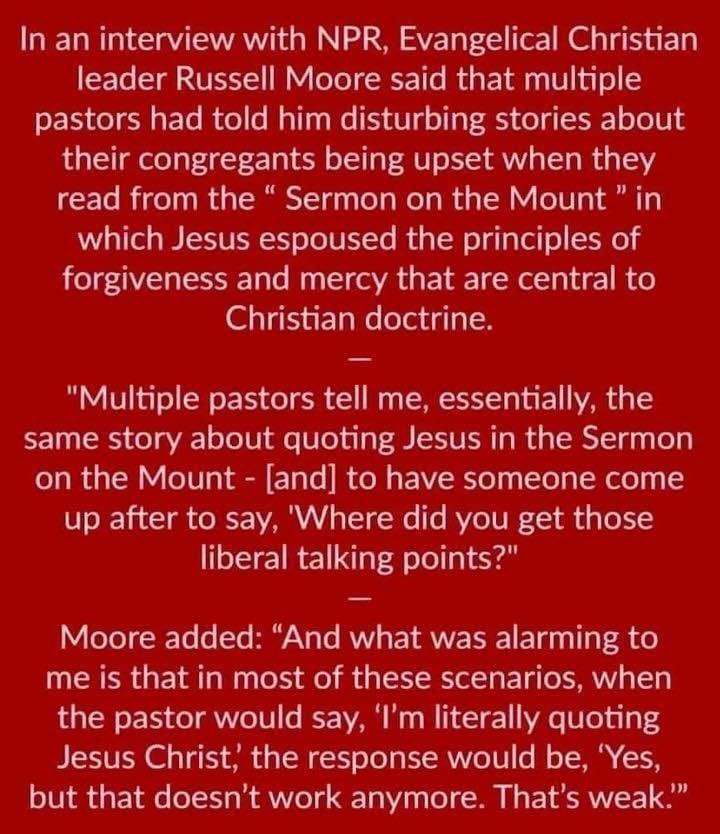 In an interview with NPR, Evangelical Christian
leader Russell Moore said that multiple
pastors had told him disturbing stories about
their congregants being upset when they
read from the “ Sermon on the Mount ” in
which Jesus espoused the principles of
forgiveness and mercy that are central to
Christian doctrine.
—
"Multiple pastors tell me, essentially, the
same story about quoting Jesus in the Sermon
on the Mount - [and] to have someone come
up after to say, 'Where did you get those
liberal talking points?"
—
Moore added: “And what was alarming to
me is that in most of these scenarios, when
the pastor would say, ‘I’m literally quoting
Jesus Christ,’ the response would be, ‘Yes,
but that doesn’t work anymore. That’s weak.’”